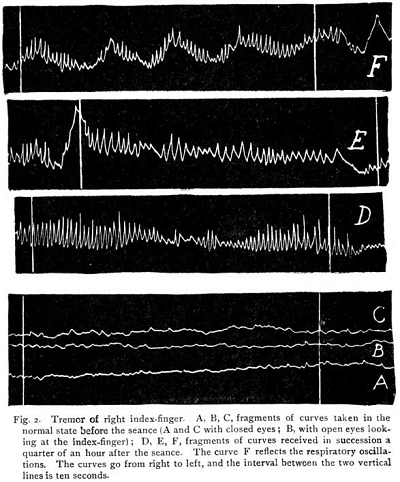 F
E
D
C
B
A
Fig. 2. Tremor of right index-finger. A, B, C, fragments of curves taken in the
normal state before the seance (A and C with closed eyes; B, with open eyes look-
ing at the index-finger); D, E, F, fragments of curves received in succession a
quarter of an hour after the seance. The curve F reflects the respiratory oscilla-
tions. The curves go from right to left, and the interval between the two vertical
lines is ten seconds.